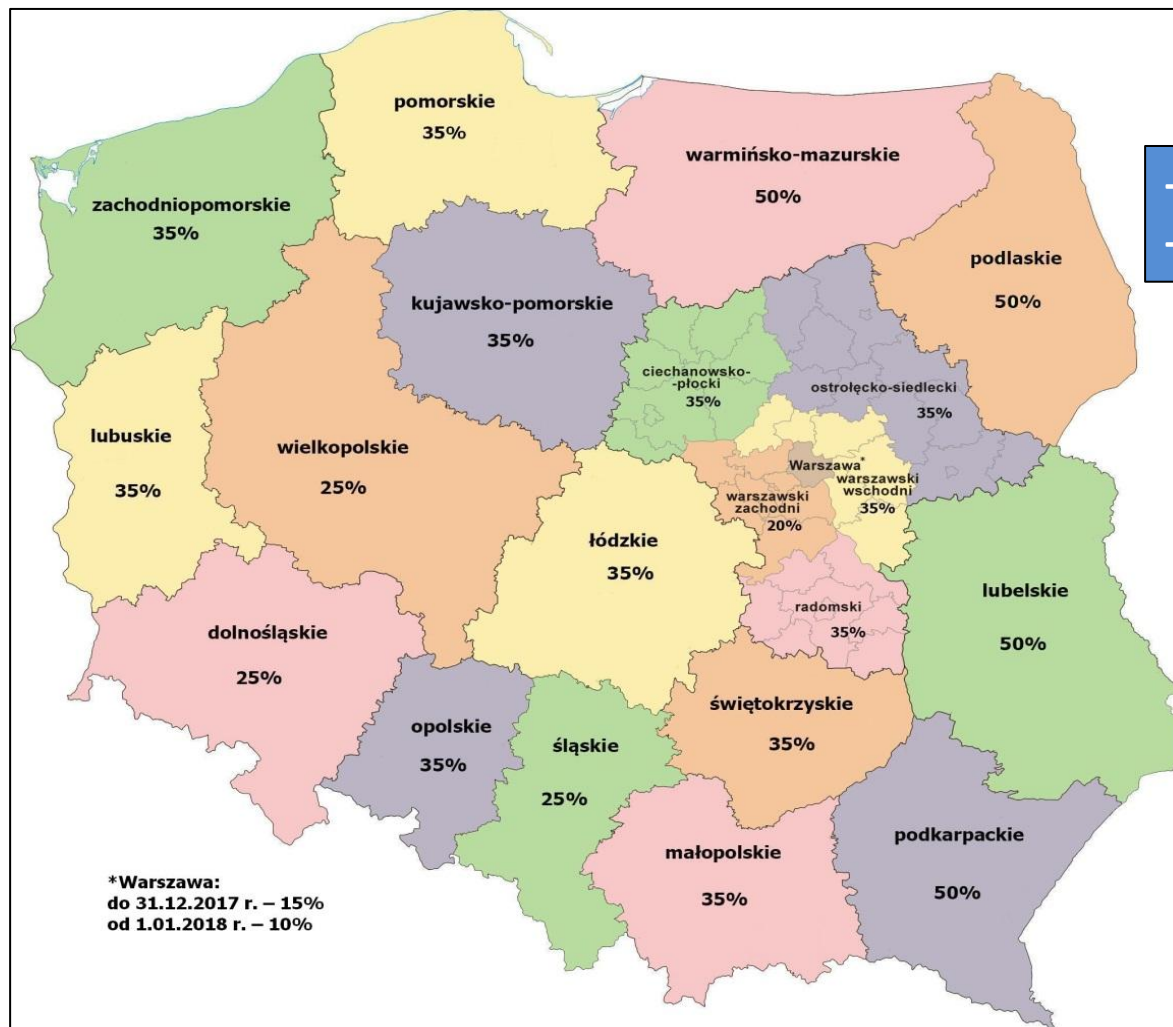 pomorskie
35%
warmińsko-mazurskie
50%
zachodniopomorskie
35%
podlaskie
50%
kujawsko-pomorskie
35%
ciechanowsko-
-płocki
35%
ostrołęcko-siedlecki
35%
lubuskie
35%
wielkopolskie
25%
Warszawa*
warszawski
wschodni
35%
warszawski
zachodni
20%
łódzkie
35%
radomski
35%
lubelskie
50%
dolnośląskie
25%
opolskie
35%
śląskie
25%
świętokrzyskie
35%
małopolskie
35%
podkarpackie
50%
*Warszawa:
do 31.12.2017 r. – 15%
od 1.01.2018 r. – 10%